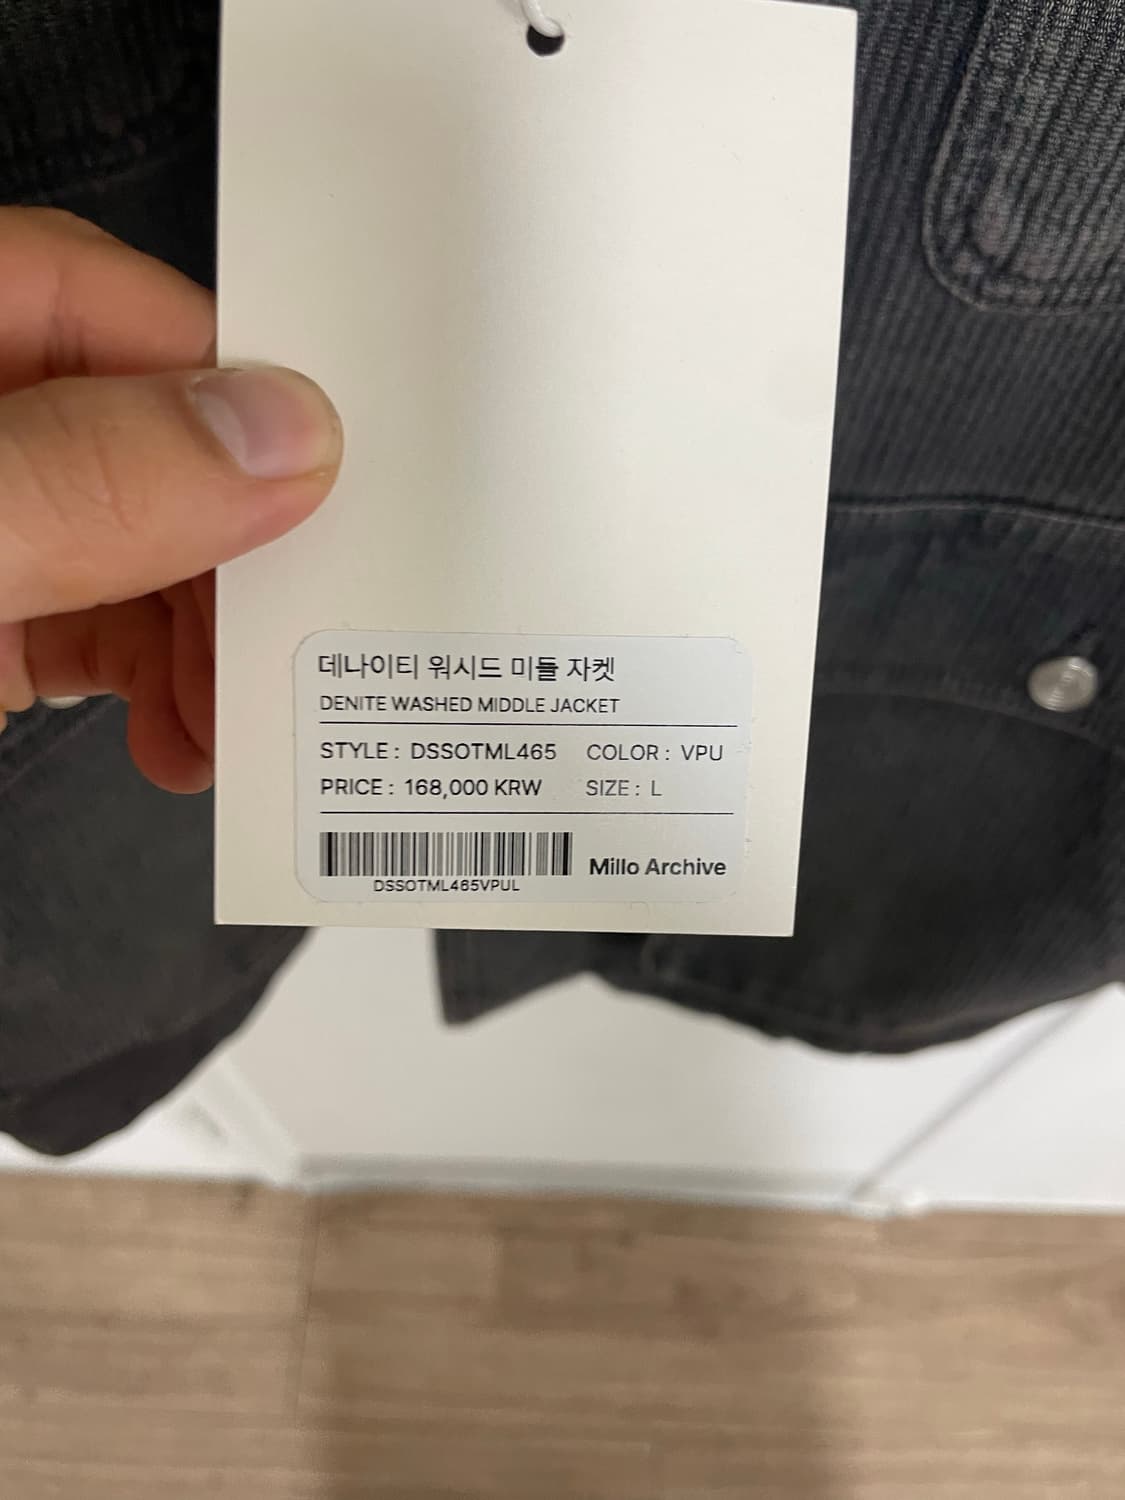 데나이티 워시드 미들 자켓
DENITE WASHED MIDDLE JACKET
STYLE : DSSOTML465 COLOR : VPU
PRICE : 168,000 KRW SIZE : L
DSSOTML465VPUL
Millo Archive